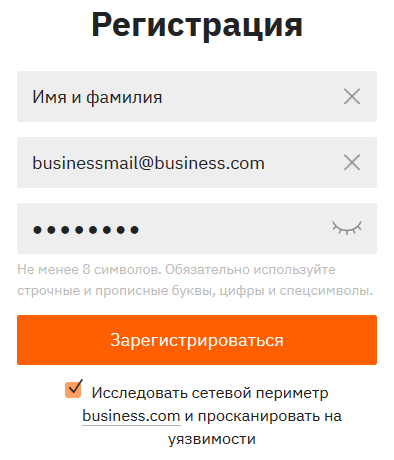 Регистрация
Имя и фамилия
businessmail@business.com
Не менее 8 символов. Обязательно используйте
строчные и прописные буквы, цифры и спецсимволы.
Зарегистрироваться
Исследовать сетевой периметр
business.com и просканировать на
уязвимости